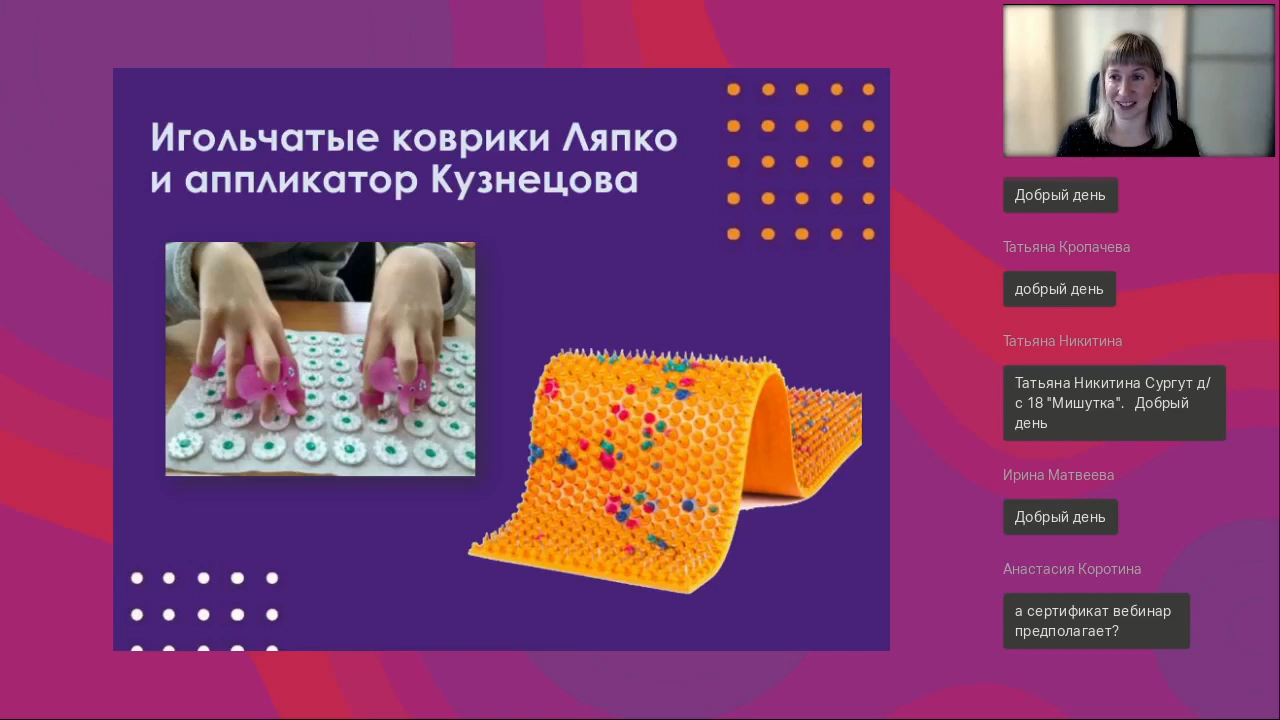 Игольчатые коврики Ляпко
и аппликатор Кузнецова
Добрый день
Татьяна Кропачева
добрый день
Татьяна Никитина
Татьяна Никитина Сургут д/
с 18 "Мишутка".   Добрый
день
Ирина Матвеева
Добрый день
Анастасия Коротина
а сертификат вебинар
предполагает?